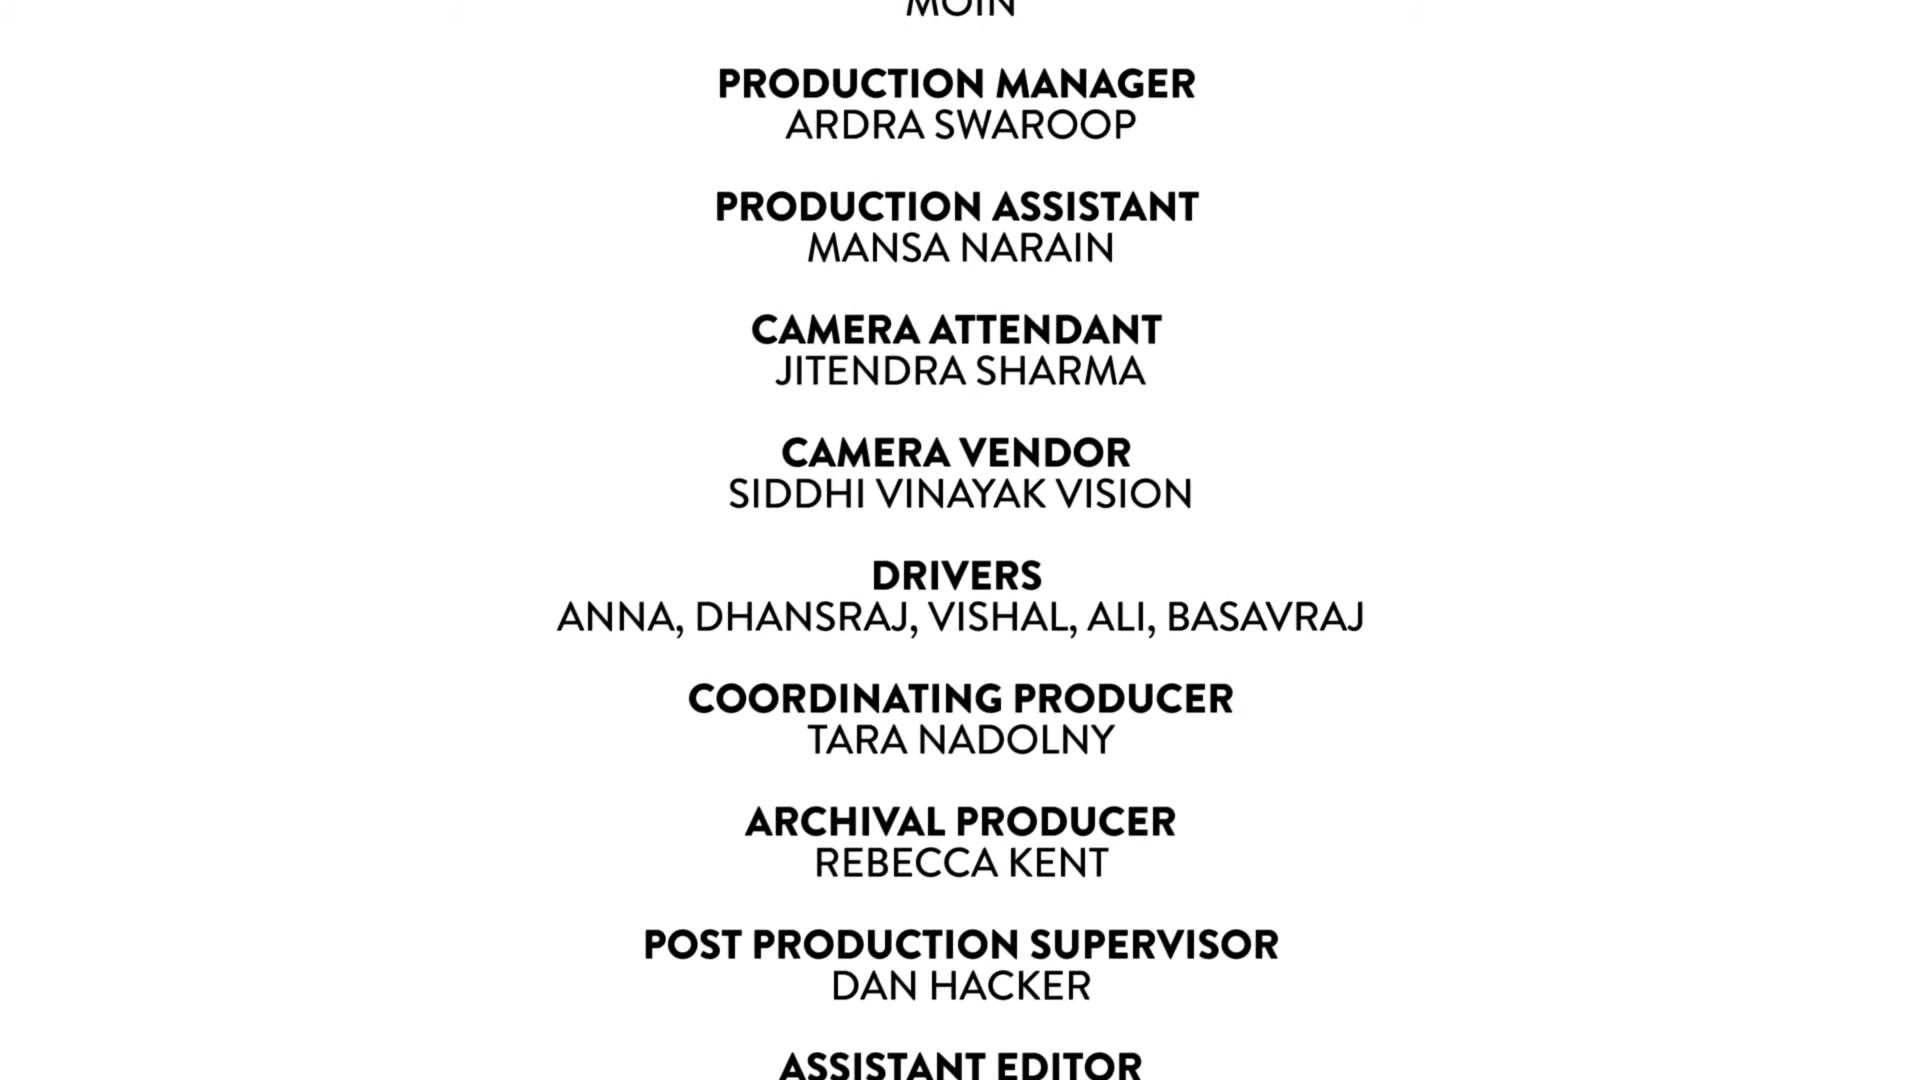 MOIN
PRODUCTION MANAGER
ARDRA SWAROOP
PRODUCTION ASSISTANT
MANSA NARAIN
CAMERA ATTENDANT
JITENDRA SHARMA
CAMERA VENDOR
SIDDHI VINAYAK VISION
DRIVERS
ANNA, DHANSRAJ, VISHAL, ALI, BASAVRAJ
COORDINATING PRODUCER
TARA NADOLNY
ARCHIVAL PRODUCER
REBECCA KENT
POST PRODUCTION SUPERVISOR
DAN HACKER
ASSISTANT EDITOR